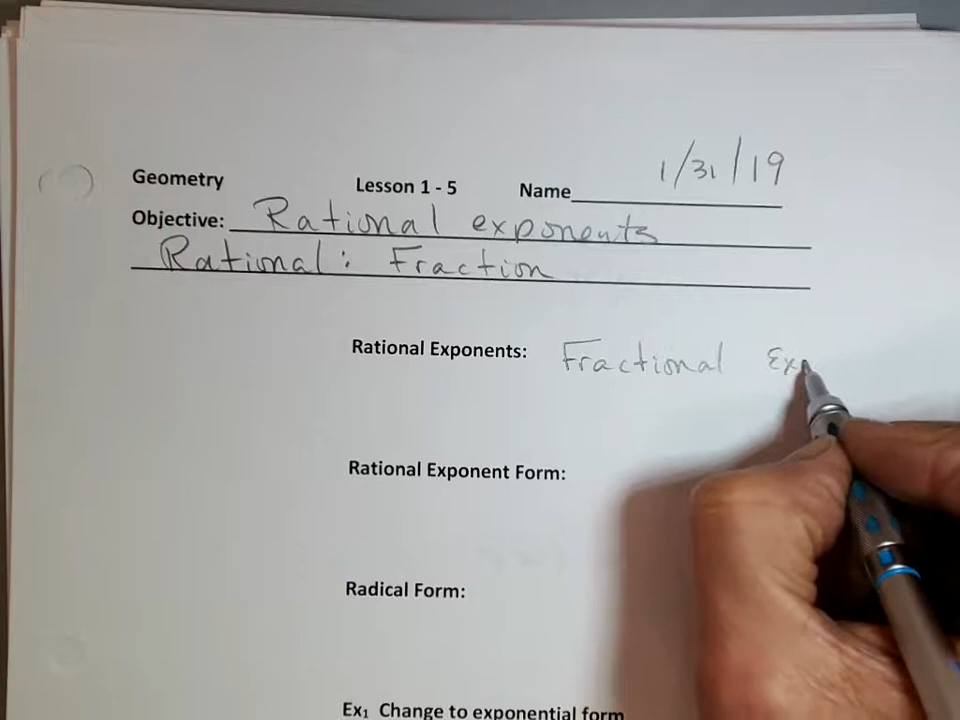 1/31/19
Geometry Lesson 1 - 5 Name
Objective: Rational exponents
Rational: Fraction
Rational Exponents: Fractional Exp
Rational Exponent Form:
Radical Form:
Ex1 Change to exponential form